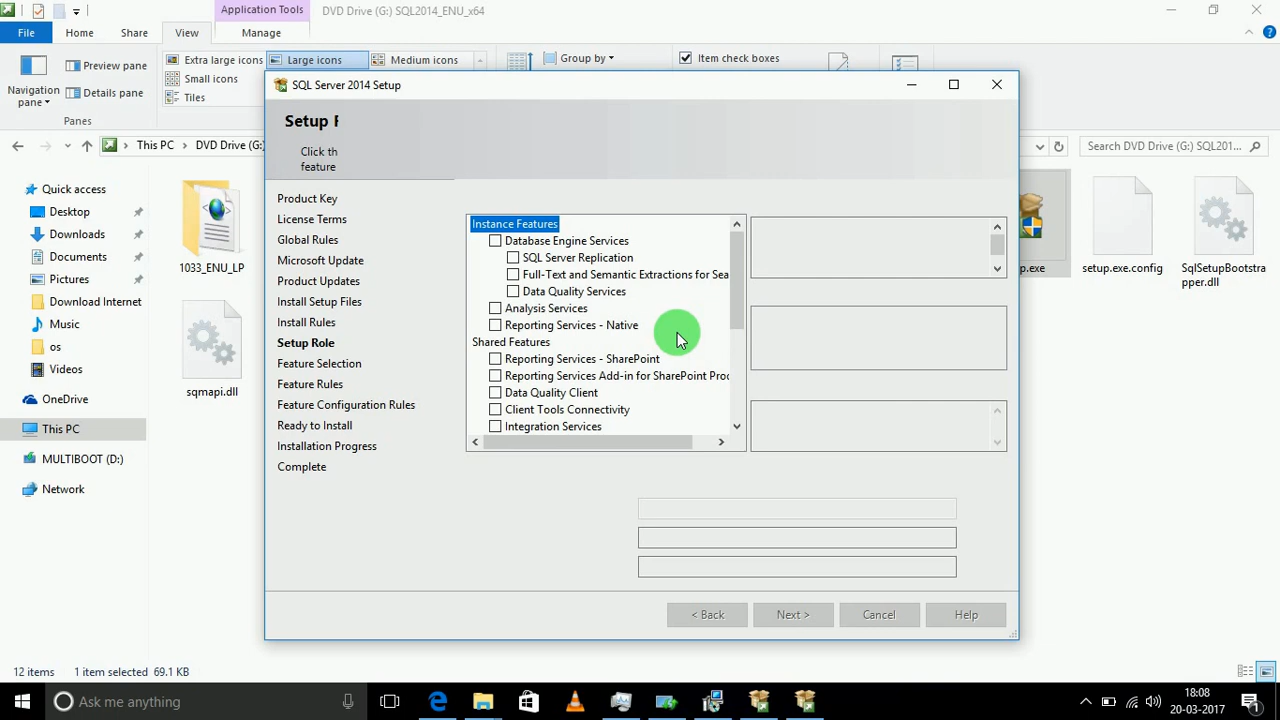 Application Tools
DVD Drive (G:) SQL2014_ENU_x64
File
Home
Share
View
Manage
Navigation pane
Preview pane
Details pane
Panes
Extra large icons
Large icons
Medium icons
Small icons
Tiles
Group by
Item check boxes
This PC
DVD Drive (G:)
Search DVD Drive (G:) SQL201...
Quick access
Desktop
Downloads
Documents
Pictures
Download Internet
Music
os
Videos
OneDrive
This PC
MULTIBOOT (D:)
Network
1033_ENU_LP
sqmapi.dll
p.exe
setup.exe.config
SqlSetupBootstra
pper.dll
SQL Server 2014 Setup
Setup
Click th
feature
Product Key
License Terms
Global Rules
Microsoft Update
Product Updates
Install Setup Files
Install Rules
Setup Role
Feature Selection
Feature Rules
Feature Configuration Rules
Ready to Install
Installation Progress
Complete
Instance Features
Database Engine Services
SQL Server Replication
Full-Text and Semantic Extractions for Sea
Data Quality Services
Analysis Services
Reporting Services - Native
Shared Features
Reporting Services - SharePoint
Reporting Services Add-in for SharePoint Proc
Data Quality Client
Client Tools Connectivity
Integration Services
< Back
Next >
Cancel
Help
12 items
1 item selected 69.1 KB
Ask me anything
18:08
20-03-2017
1